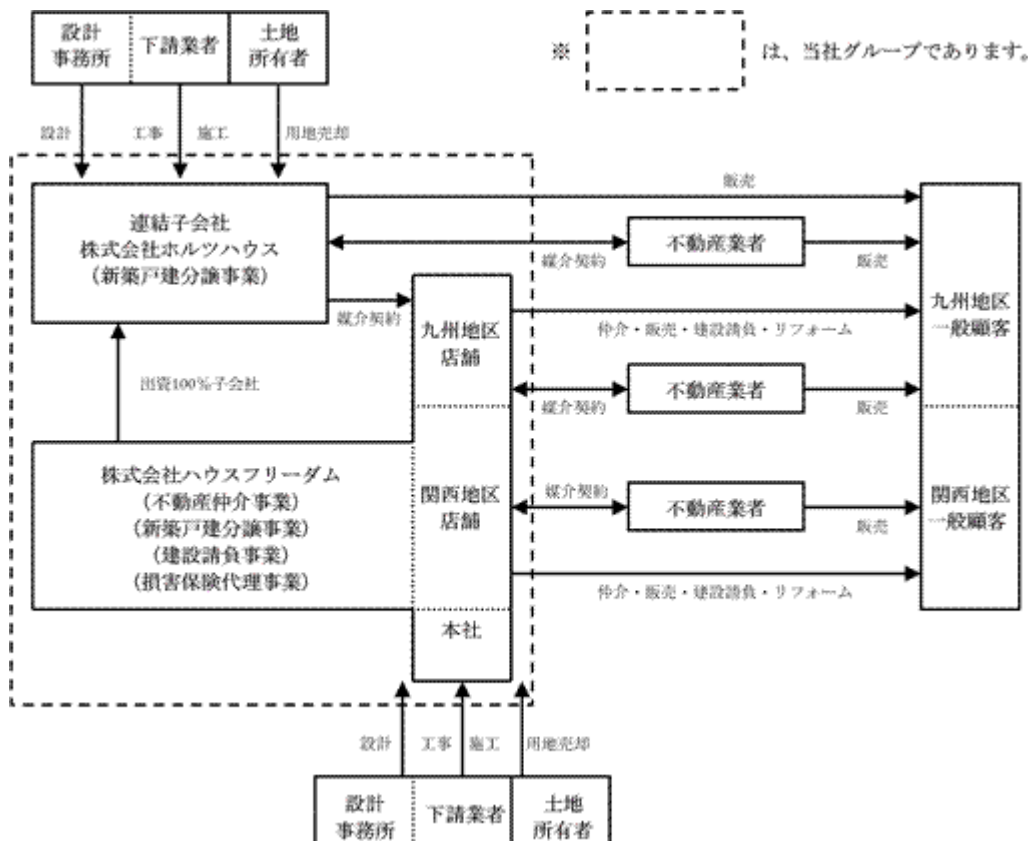 設計
事務所
下請業者
土地
所有者
※
は、当社グループであります。
設計
工事
施工
用地売却
連結子会社
株式会社ホルツハウス
(新築戸建分譲事業)
販売
不動産業者
媒介契約
販売
媒介契約
九州地区
店舗
仲介・販売・建設請負・リフォーム
九州地区
一般顧客
出資100%子会社
不動産業者
媒介契約
販売
株式会社ハウスフリーダム
(不動産仲介事業)
(新築戸建分譲事業)
(建設請負事業)
(損害保険代理事業)
関西地区
店舗
媒介契約
不動産業者
販売
関西地区
一般顧客
仲介・販売・建設請負・リフォーム
本社
設計
工事
施工
用地売却
設計
事務所
下請業者
土地
所有者